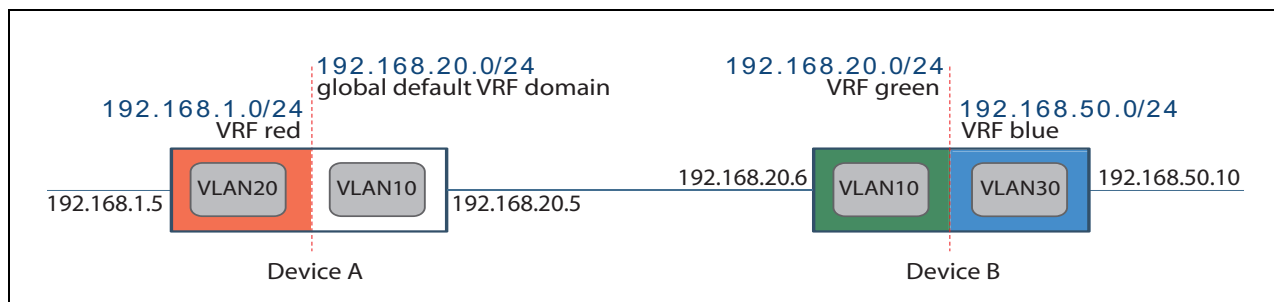 192.168.20.0/24
global default VRF domain
192.168.1.0/24
VRF red
192.168.20.0/24
VRF green
192.168.50.0/24
VRF blue
VLAN20
VLAN10
192.168.1.5
192.168.20.5
192.168.20.6
VLAN10
VLAN30
192.168.50.10
Device A
Device B